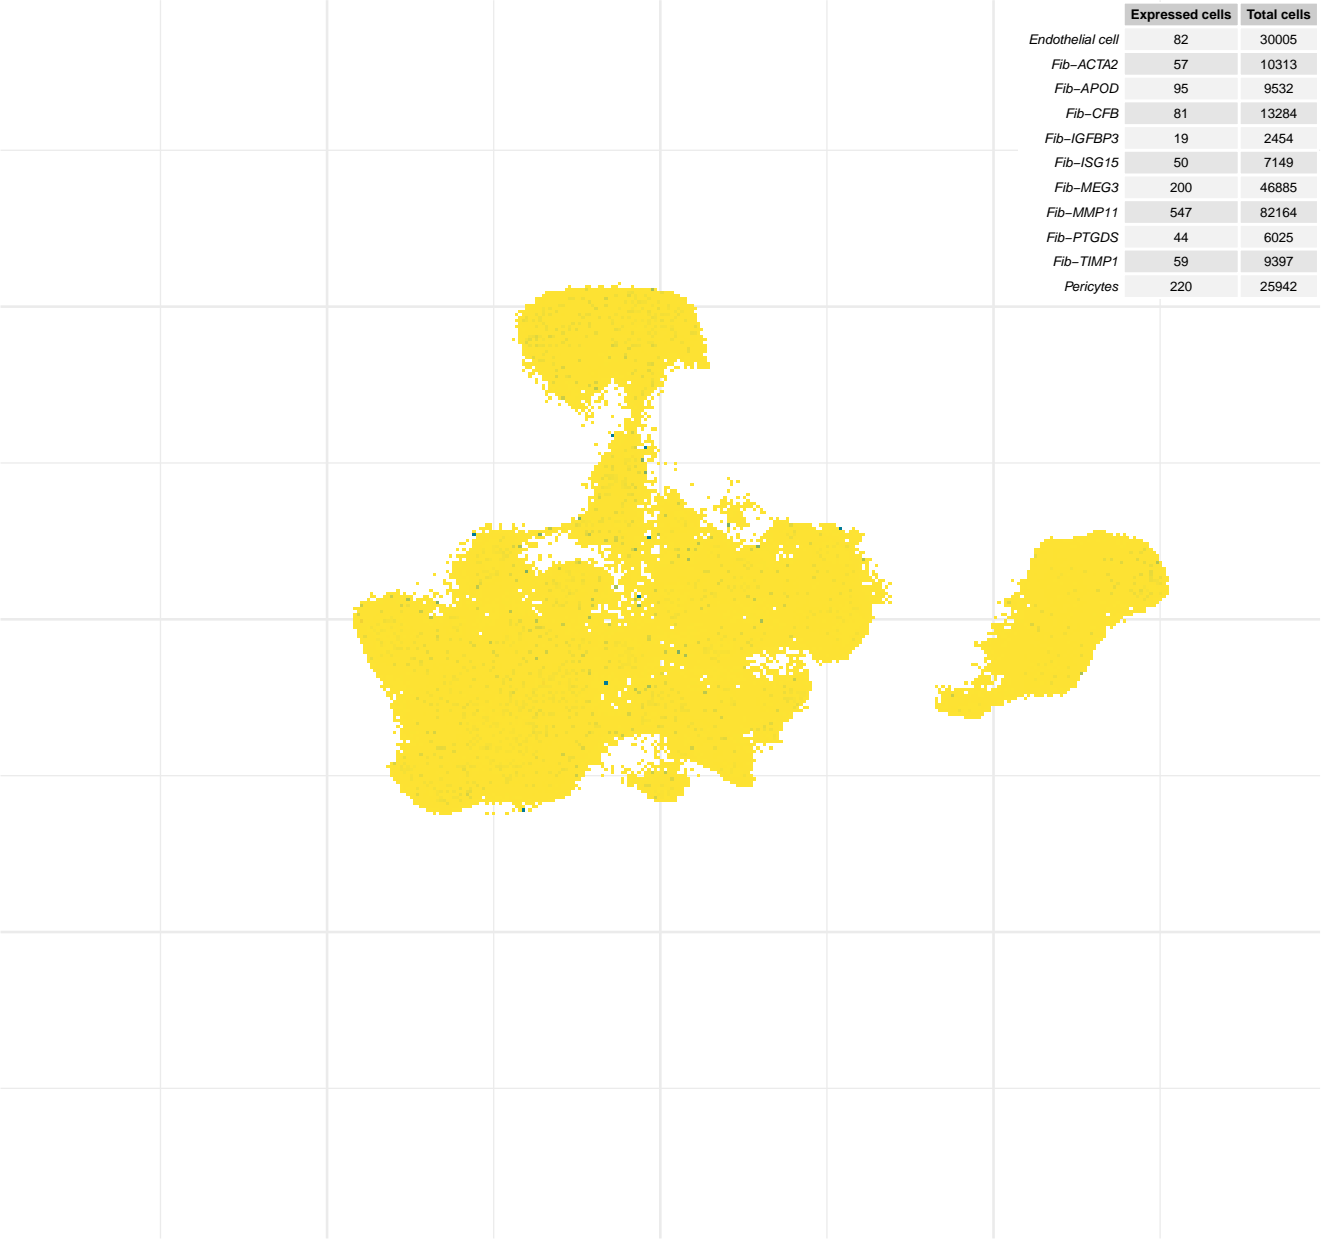 Expressed cells Total cells
Endothelial cell 82 30005
Fib−ACTA2 57 10313
Fib−APOD 95 9532
Fib−CFB 81 13284
Fib−IGFBP3 19 2454
Fib−ISG15 50 7149
Fib−MEG3 200 46885
Fib−MMP11 547 82164
Fib−PTGDS 44 6025
Fib−TIMP1 59 9397
Pericytes 220 25942